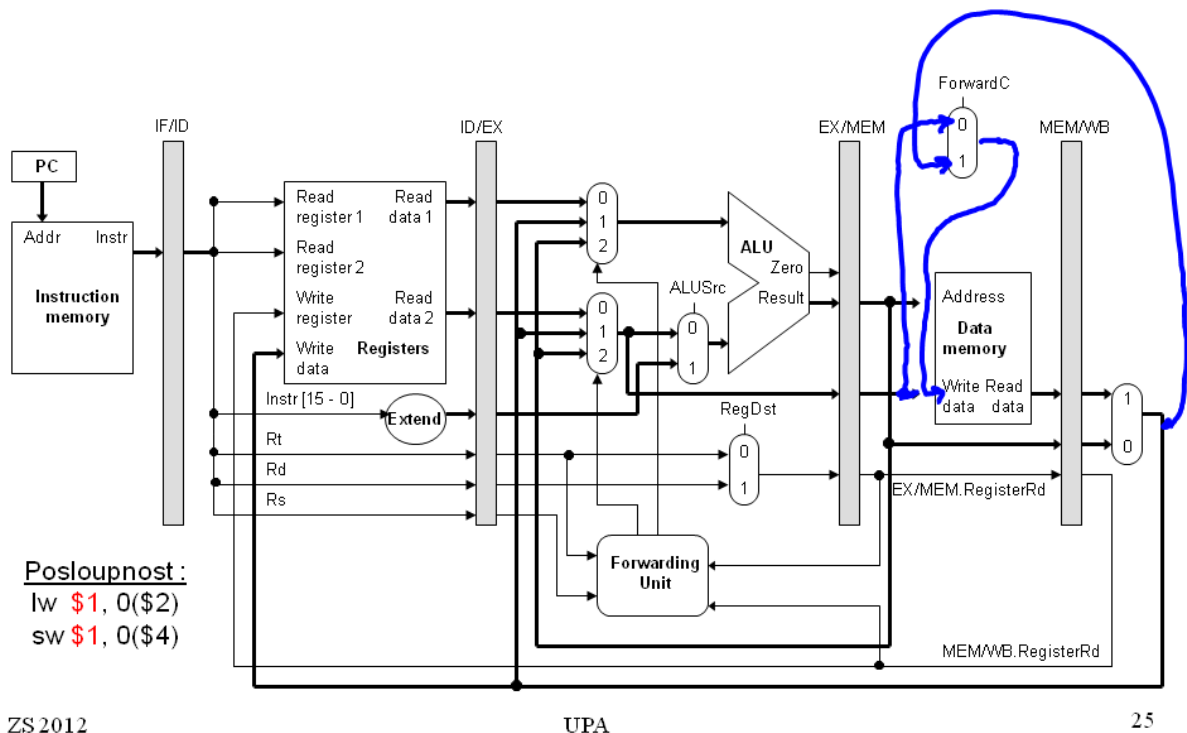 ForwardC
0
1
IF/ID
ID/EX
EX/MEM
MEM/WB
PC
Addr Instr
Instruction
memory
Read
register 1
Read
data 1
Read
register 2
Write
register
Read
data 2
Write
data
Registers
0
1
2
0
1
2
ALUSrc
0
1
ALU
Zero
Result
Address
Data
memory
Write
data
Read
data
1
0
Instr [15 - 0]
Extend
RegDst
0
1
Rt
Rd
Rs
EX/MEM.RegisterRd
Forwarding
Unit
MEM/WB.RegisterRd
Posloupnost :
lw $1, 0($2)
sw $1, 0($4)
ZS 2012
UPA
25